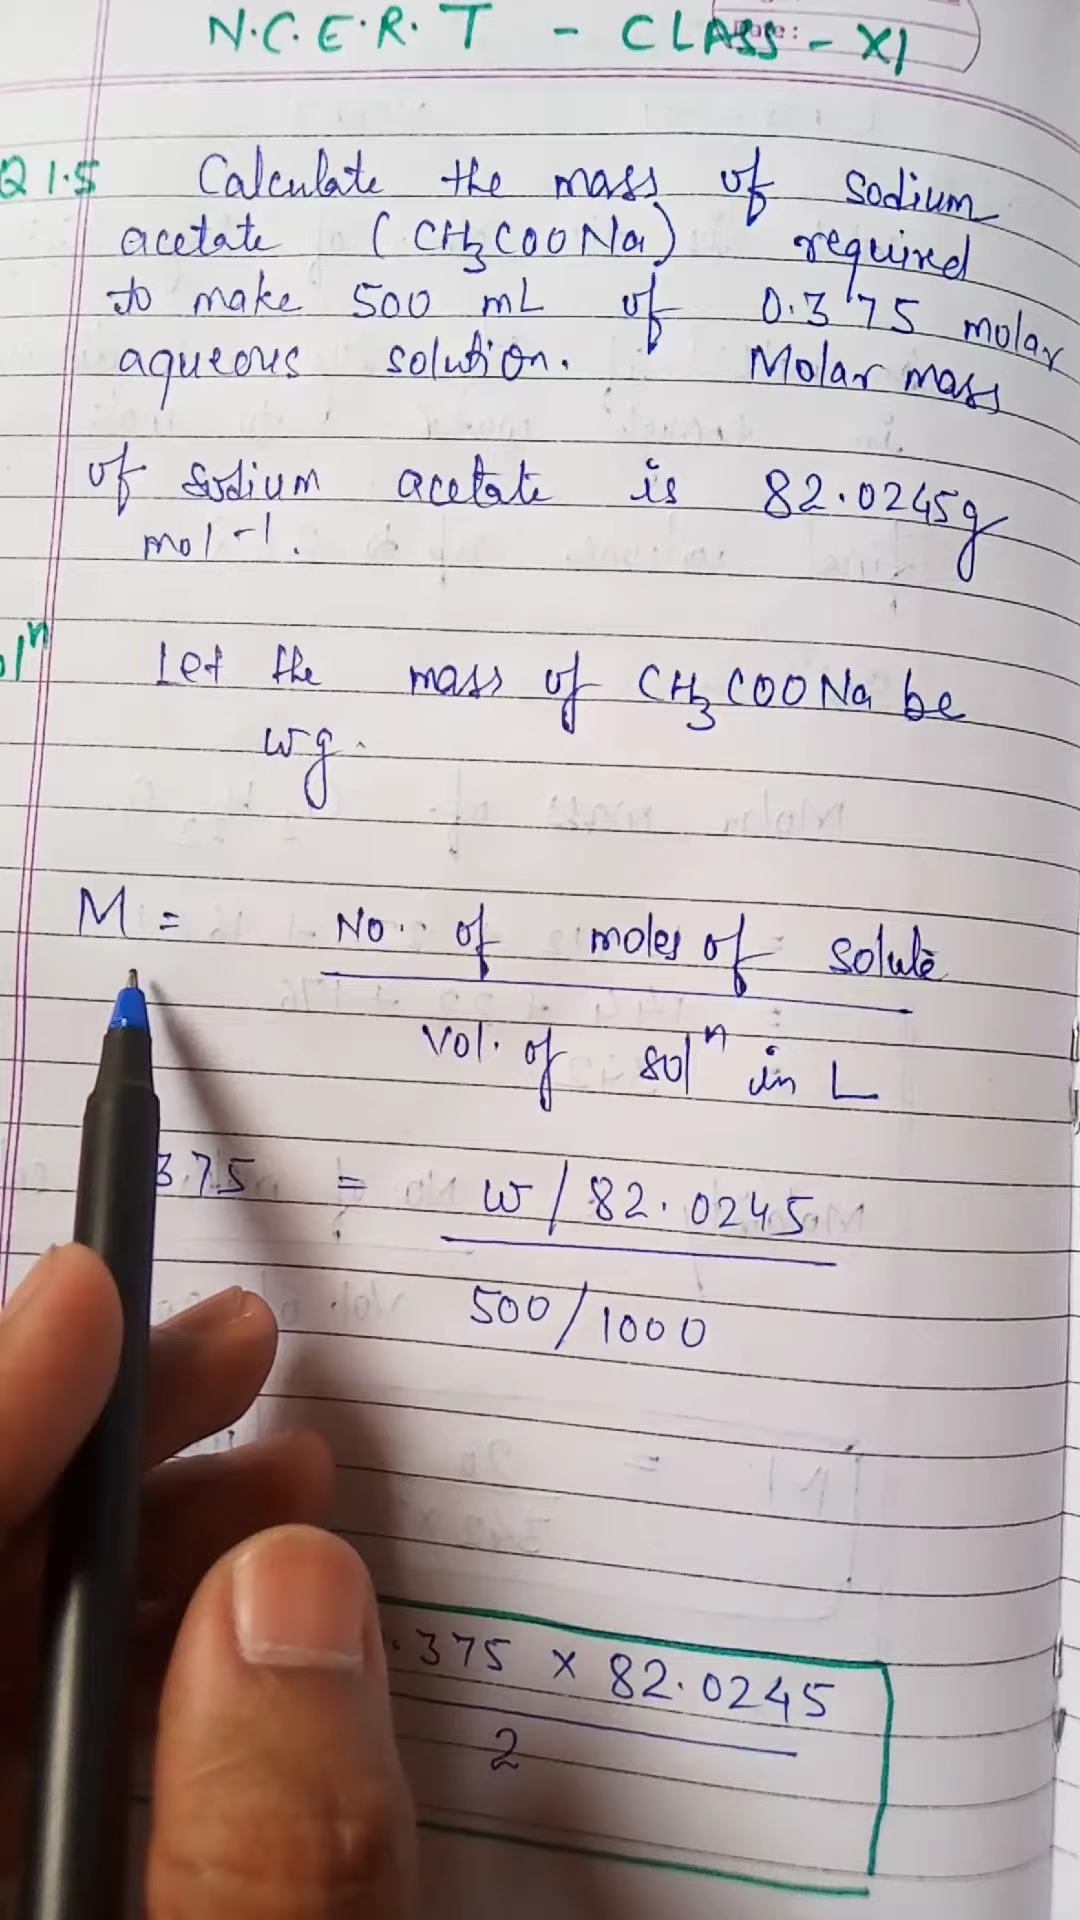 N.C.E.R.T - CLASS - XI
Q 1.5 Calculate the mass of sodium
acetate (CH3COONa) required
to make 500 mL of 0.375 molar
aqueous solution. Molar mass
of sodium acetate is 82.0245g
mol-1.
Let the mass of CH3COONa be
wg.
M = No. of moles of solute
Vol. of solⁿ in L
375 = w / 82.0245
500/1000
.375 x 82.0245
2